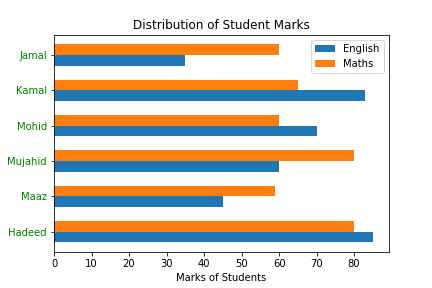 Distribution of Student Marks
English
Maths
Jamal
Kamal
Mohid
Mujahid
Maaz
Hadeed
0 10 20 30 40 50 60 70 80
Marks of Students